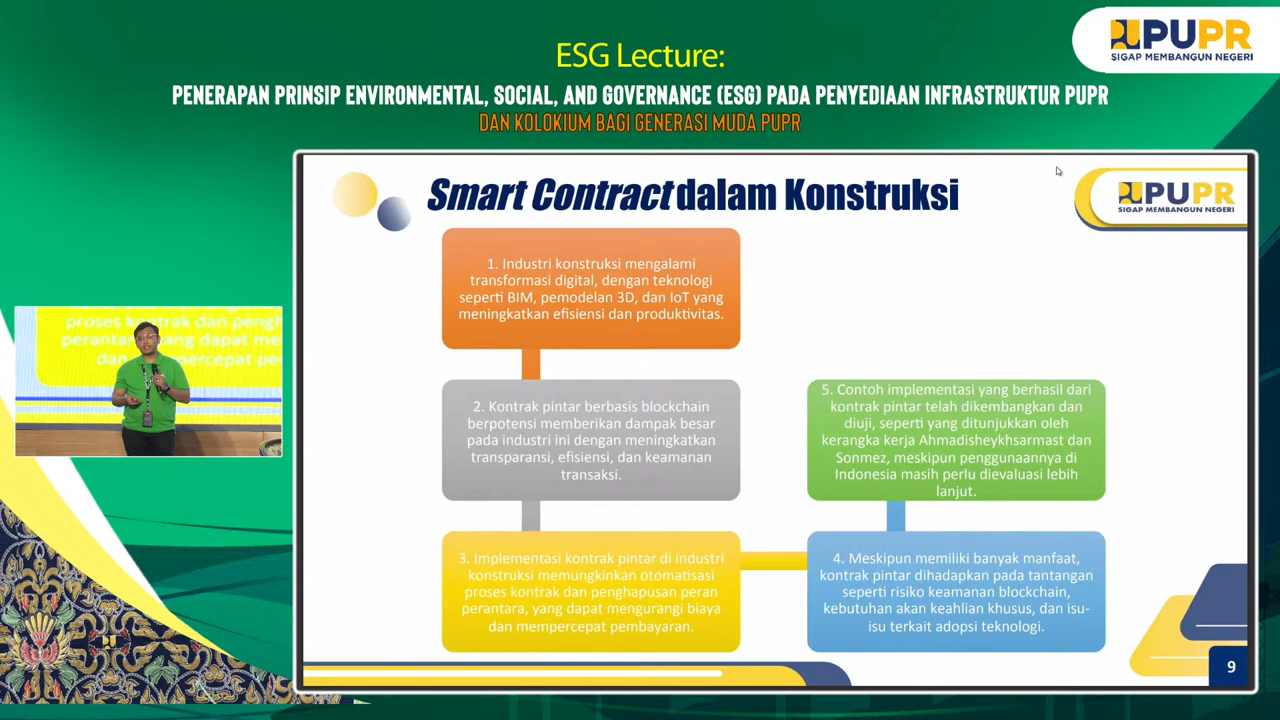 ESG Lecture:
PENERAPAN PRINSIP ENVIRONMENTAL, SOCIAL, AND GOVERNANCE (ESG) PADA PENYEDIAAN INFRASTRUKTUR PUPR
DAN KOLOKIUM BAGI GENERASI MUDA PUPR
PUPR
SIGAP MEMBANGUN NEGERI
Smart Contract dalam Konstruksi
PUPR
SIGAP MEMBANGUN NEGERI
1. Industri konstruksi mengalami
transformasi digital, dengan teknologi
seperti BIM, pemodelan 3D, dan IoT yang
meningkatkan efisiensi dan produktivitas.
2. Kontrak pintar berbasis blockchain
berpotensi memberikan dampak besar
pada industri ini dengan meningkatkan
transparansi, efisiensi, dan keamanan
transaksi.
3. Implementasi kontrak pintar di industri
konstruksi memungkinkan otomatisasi
proses kontrak dan penghapusan peran
perantara, yang dapat mengurangi biaya
dan mempercepat pembayaran.
4. Meskipun memiliki banyak manfaat,
kontrak pintar dihadapkan pada tantangan
seperti risiko keamanan blockchain,
kebutuhan akan keahlian khusus, dan isu-
isu terkait adopsi teknologi.
5. Contoh implementasi yang berhasil dari
kontrak pintar telah dikembangkan dan
diuji, seperti yang ditunjukkan oleh
kerangka kerja Ahmadisheykhsarmast dan
Sonmez, meskipun penggunaannya di
Indonesia masih perlu dievaluasi lebih
lanjut.
9
proses kontrak dan pengh
perantar yang dapat me
dan percepat pe